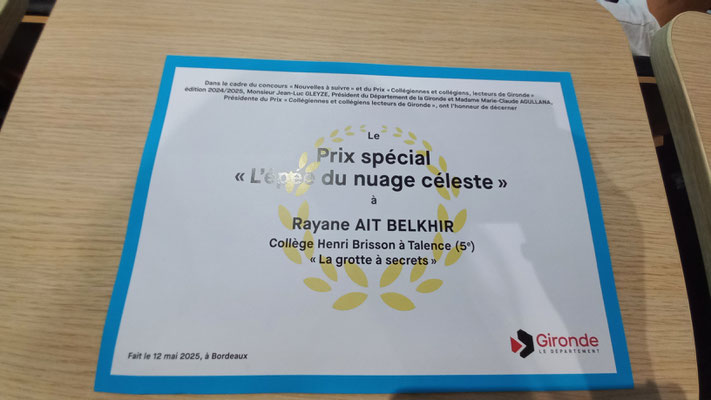 Dans le cadre du concours « Nouvelles à suivre » et du Prix « Collégiennes et collégiens, lecteurs de Gironde »
édition 2024/2025, Monsieur Jean-Luc GLEYZE, Président du Département de la Gironde et Madame Marie-Claude AGULLANA,
Présidente du Prix « Collégiennes et collégiens lecteurs de Gironde », ont l'honneur de décerner
Le
Prix spécial
« L'épée du nuage céleste »
à
Rayane AIT BELKHIR
Collège Henri Brisson à Talence (5e)
« La grotte à secrets »
Gironde
LE DÉPARTEMENT
Fait le 12 mai 2025, à Bordeaux